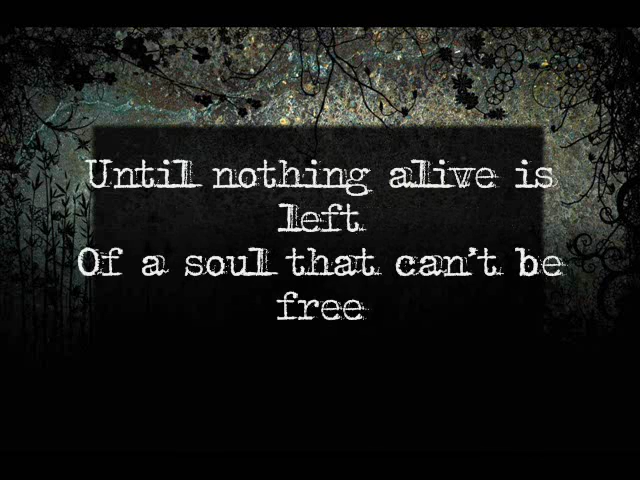 Until nothing alive is
left
Of a soul that can't be
free